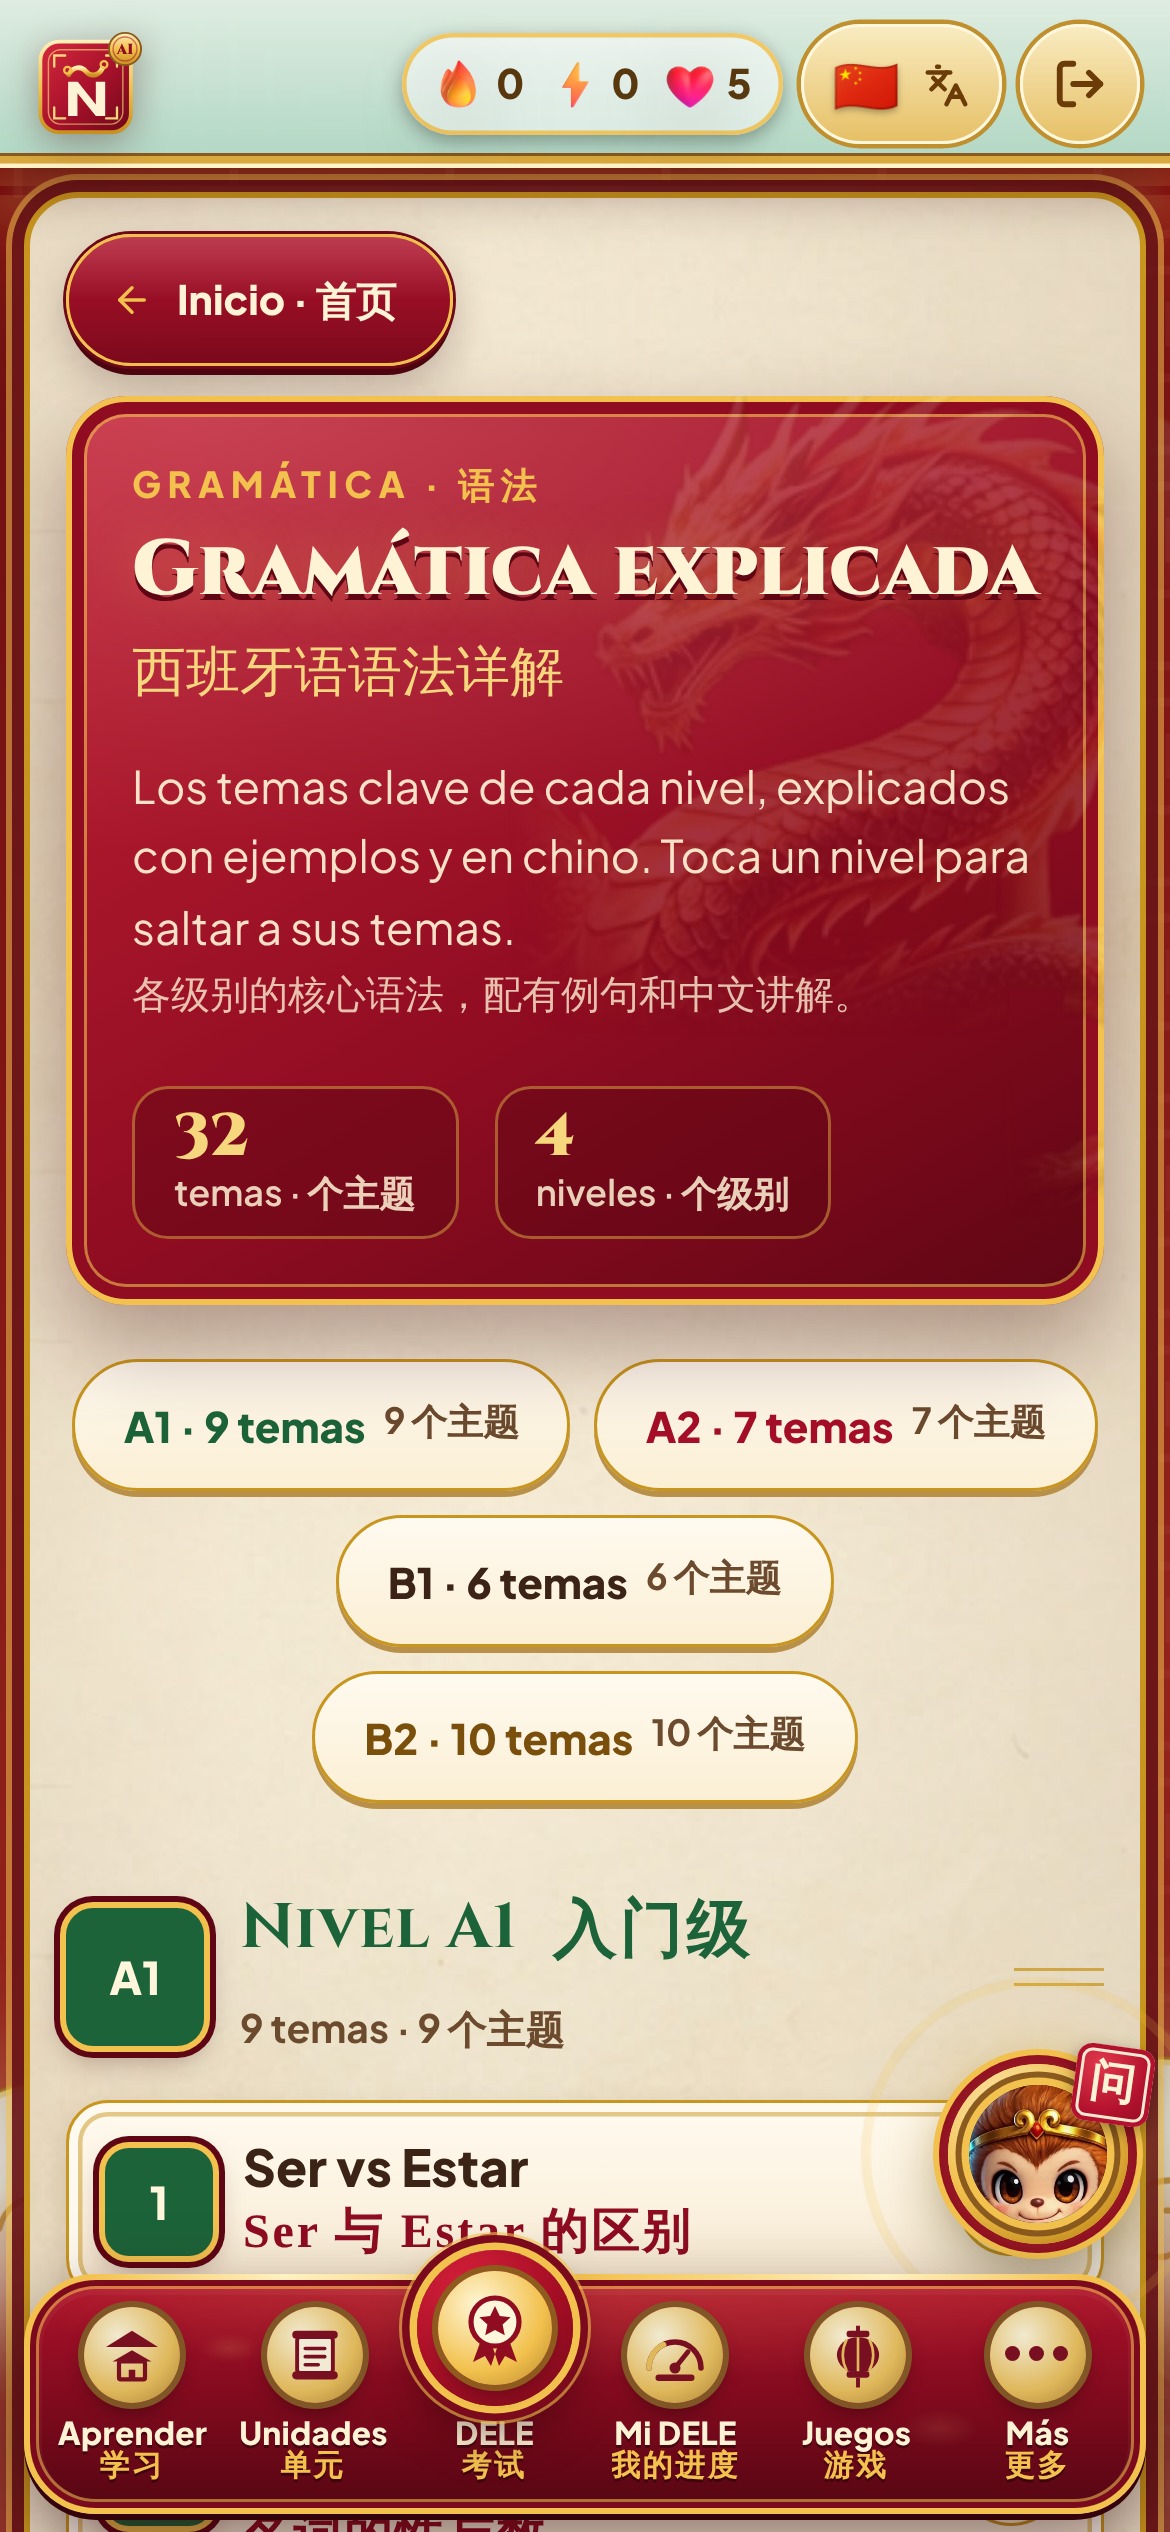 AI
Ñ
0 0 5
🇨🇳 文A
← Inicio · 首页
GRAMÁTICA · 语法
GRAMÁTICA EXPLICADA
西班牙语语法详解
Los temas clave de cada nivel, explicados
con ejemplos y en chino. Toca un nivel para
saltar a sus temas.
各级别的核心语法，配有例句和中文讲解。
32
temas · 个主题
4
niveles · 个级别
A1 · 9 temas 9 个主题
A2 · 7 temas 7 个主题
B1 · 6 temas 6 个主题
B2 · 10 temas 10 个主题
A1
NIVEL A1 入门级
9 temas · 9 个主题
问
1
Ser vs Estar
Ser 与 Estar 的区别
Aprender
学习
Unidades
单元
DELE
考试
Mi DELE
我的进度
Juegos
游戏
Más
更多